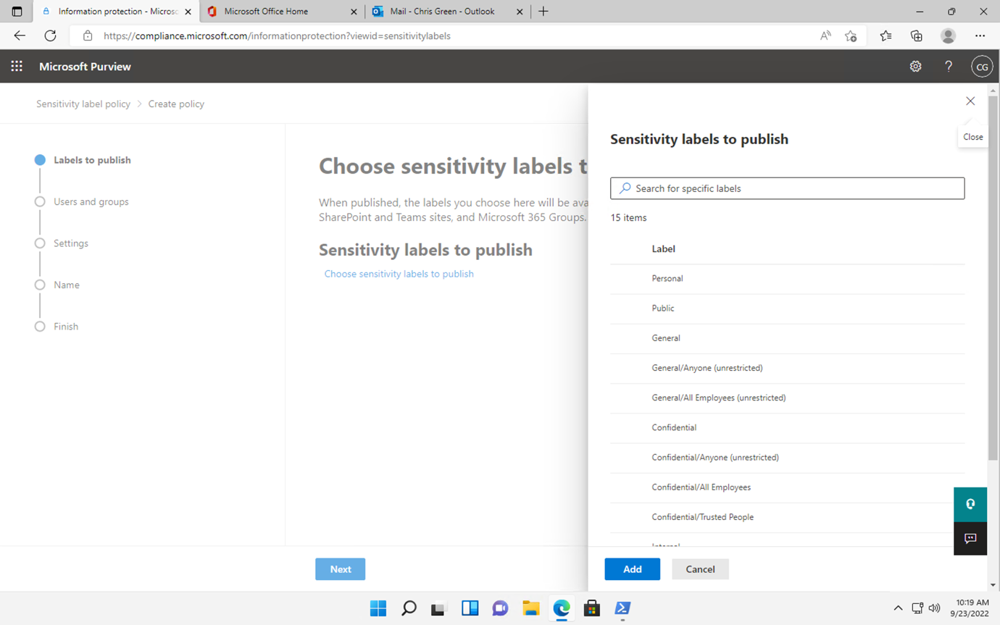 Information protection - Micros
Microsoft Office Home
Mail - Chris Green - Outlook
https://compliance.microsoft.com/informationprotection?viewid=sensitivitylabels
Microsoft Purview
CG
Sensitivity label policy > Create policy
Labels to publish
Users and groups
Settings
Name
Finish
Choose sensitivity labels t
When published, the labels you choose here will be ava
SharePoint and Teams sites, and Microsoft 365 Groups.
Sensitivity labels to publish
Choose sensitivity labels to publish
Next
Close
Sensitivity labels to publish
Search for specific labels
15 items
Label
Personal
Public
General
General/Anyone (unrestricted)
General/All Employees (unrestricted)
Confidential
Confidential/Anyone (unrestricted)
Confidential/All Employees
Confidential/Trusted People
Internal
Add
Cancel
10:19 AM
9/23/2022